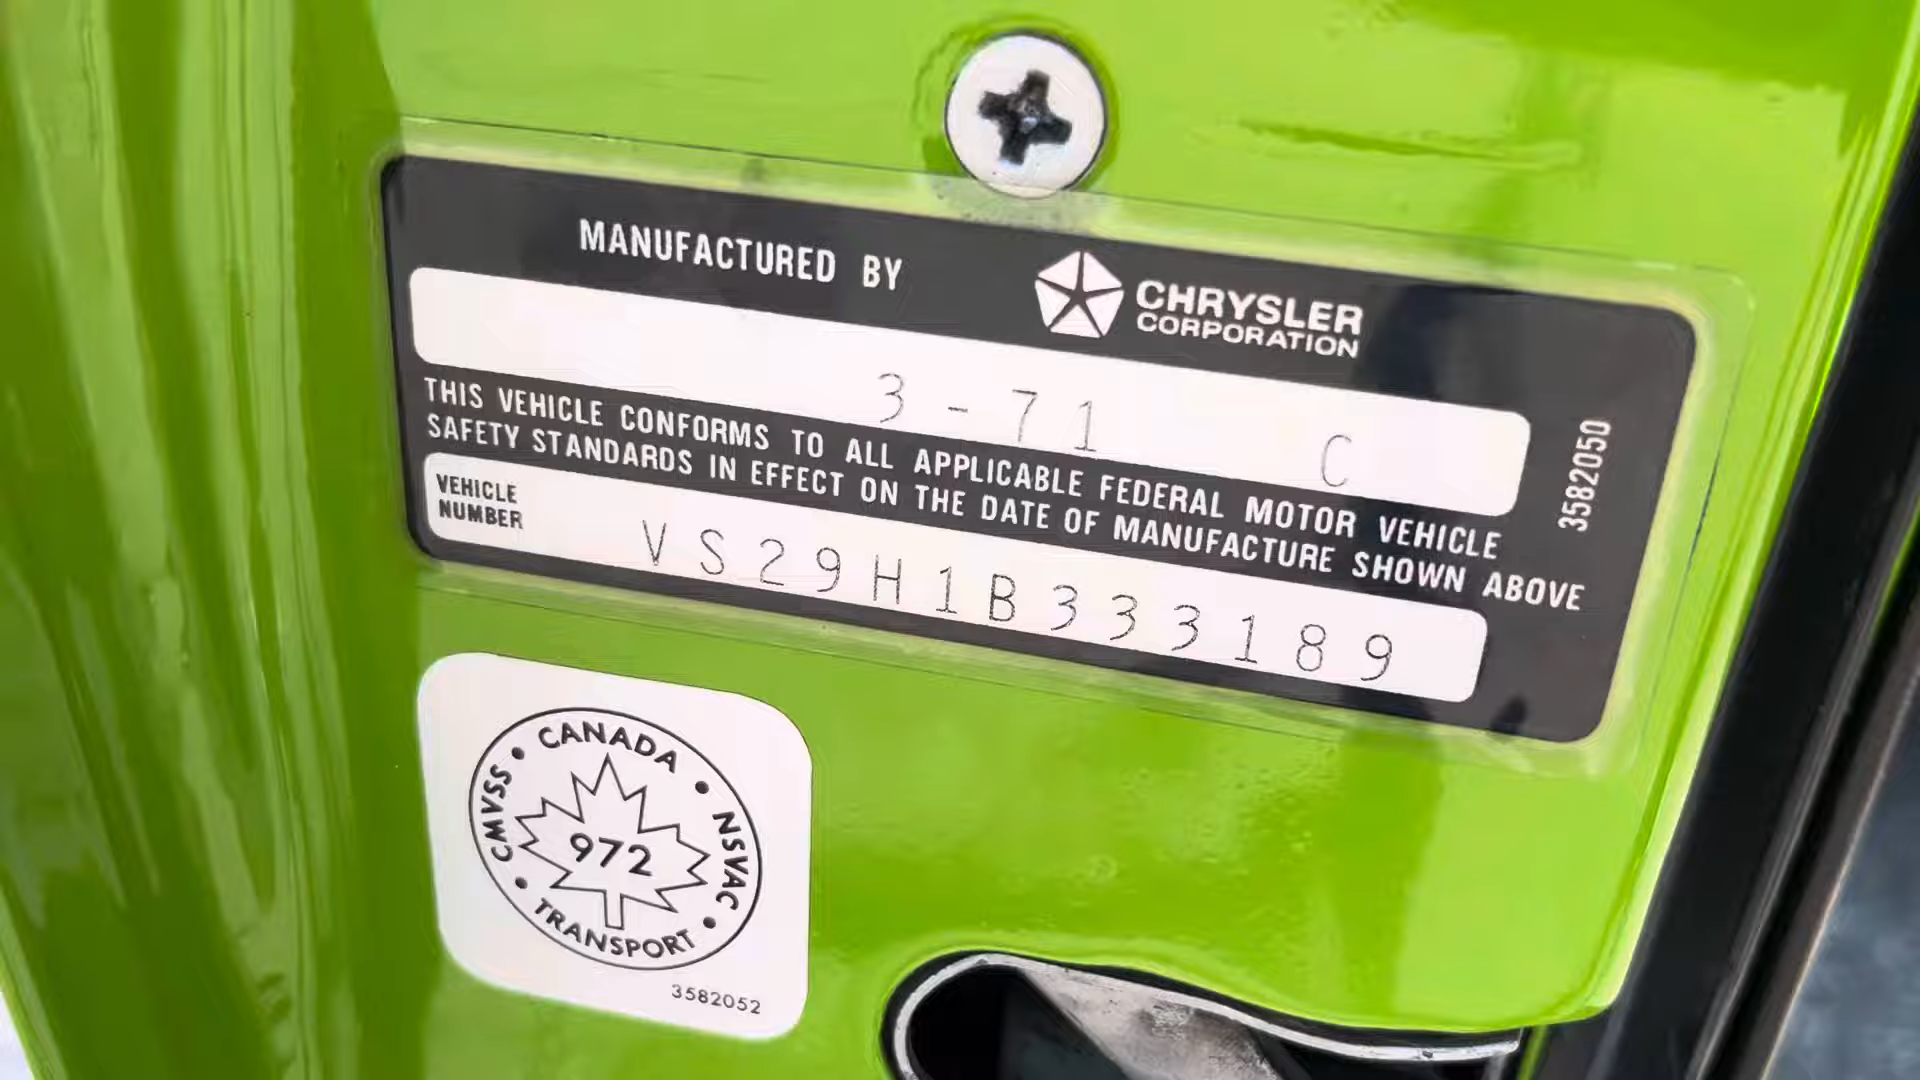 MANUFACTURED BY CHRYSLER CORPORATION
3 - 71 C
THIS VEHICLE CONFORMS TO ALL APPLICABLE FEDERAL MOTOR VEHICLE
SAFETY STANDARDS IN EFFECT ON THE DATE OF MANUFACTURE SHOWN ABOVE
VEHICLE NUMBER
VS29H1B333189
3582050
CANADA
CMVSS
NSVAC
972
TRANSPORT
3582052